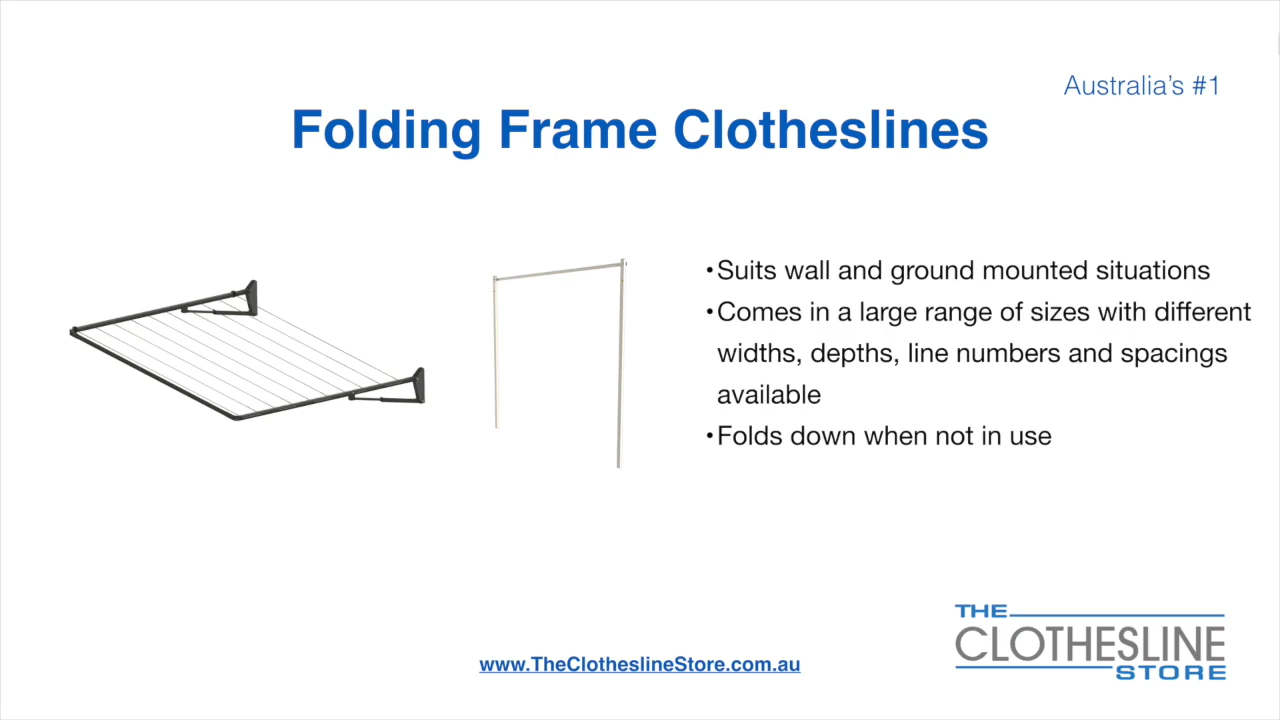 Australia's #1
Folding Frame Clotheslines
•Suits wall and ground mounted situations
•Comes in a large range of sizes with different
widths, depths, line numbers and spacings
available
•Folds down when not in use
www.TheClotheslineStore.com.au
THE
CLOTHESLINE
STORE